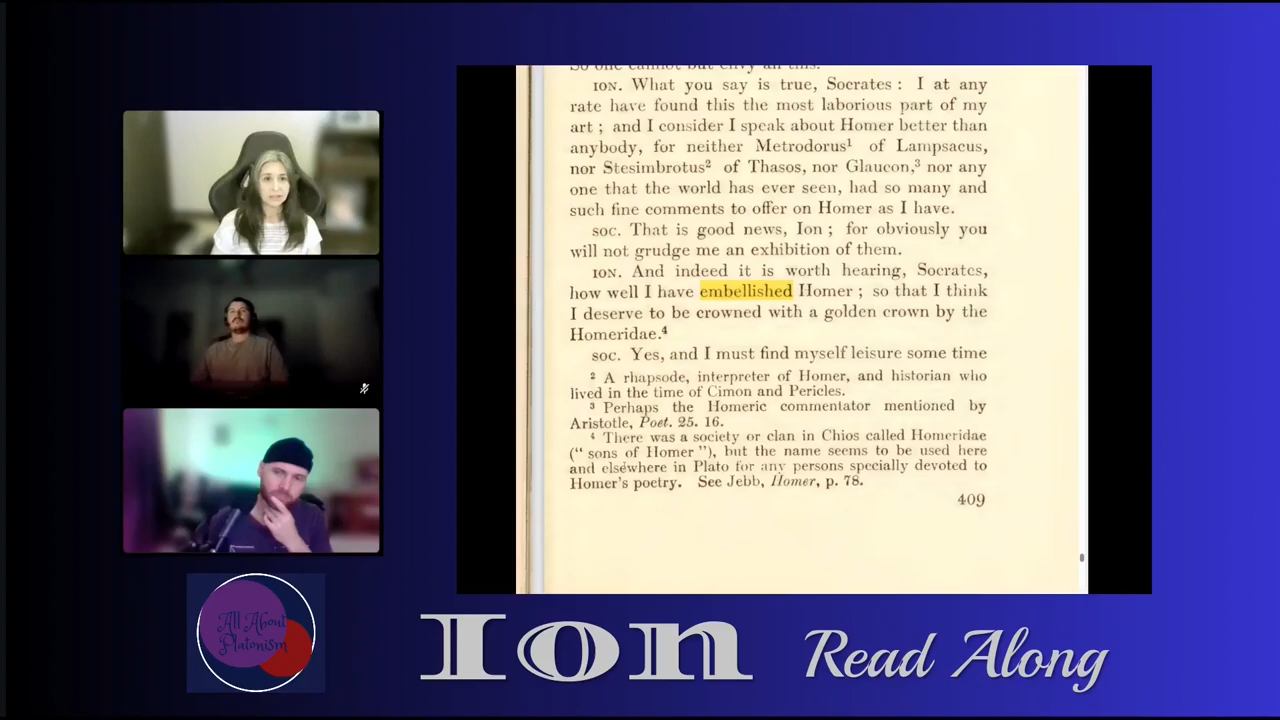 So one cannot but envy all this.
ION. What you say is true, Socrates : I at any
rate have found this the most laborious part of my
art ; and I consider I speak about Homer better than
anybody, for neither Metrodorus¹ of Lampsacus,
nor Stesimbrotus² of Thasos, nor Glaucon,³ nor any
one that the world has ever seen, had so many and
such fine comments to offer on Homer as I have.
SOC. That is good news, Ion ; for obviously you
will not grudge me an exhibition of them.
ION. And indeed it is worth hearing, Socrates,
how well I have embellished Homer ; so that I think
I deserve to be crowned with a golden crown by the
Homeridae.⁴
SOC. Yes, and I must find myself leisure some time
² A rhapsode, interpreter of Homer, and historian who
lived in the time of Cimon and Pericles.
³ Perhaps the Homeric commentator mentioned by
Aristotle, Poet. 25. 16.
⁴ There was a society or clan in Chios called Homeridae
(“ sons of Homer ”), but the name seems to be used here
and elsewhere in Plato for any persons specially devoted to
Homer's poetry. See Jebb, Homer, p. 78.
409
All About
Platonism
Ion Read Along